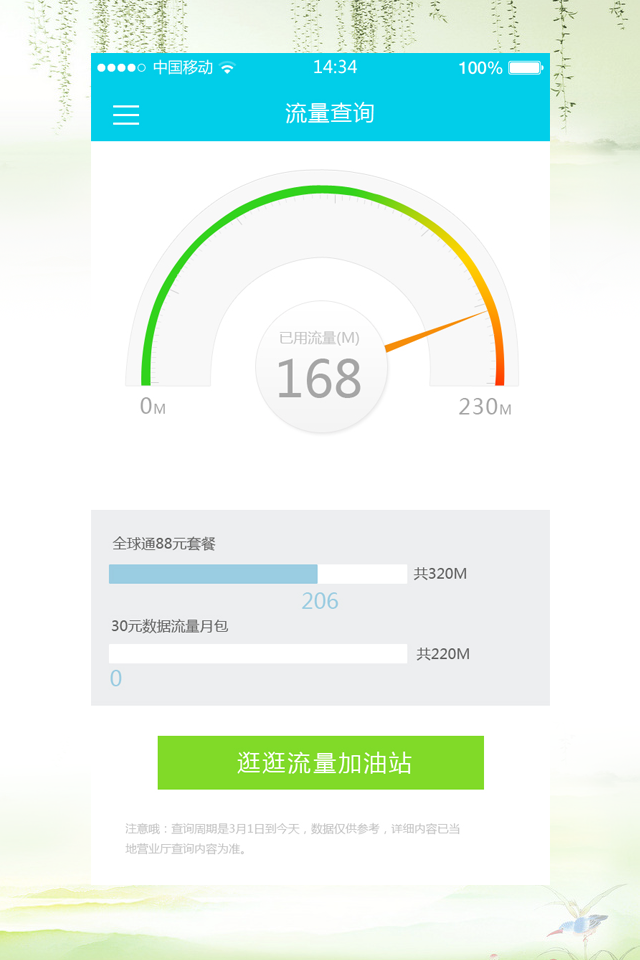 中国移动 14:34 100%
流量查询
已用流量(M)
168
0M 230M
全球通88元套餐
共320M
206
30元数据流量月包
共220M
0
逛逛流量加油站
注意哦：查询周期是3月1日到今天，数据仅供参考，详细内容已当
地营业厅查询内容为准。